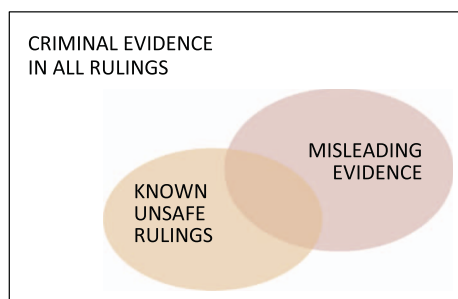 CRIMINAL EVIDENCE
IN ALL RULINGS
MISLEADING
EVIDENCE
KNOWN
UNSAFE
RULINGS